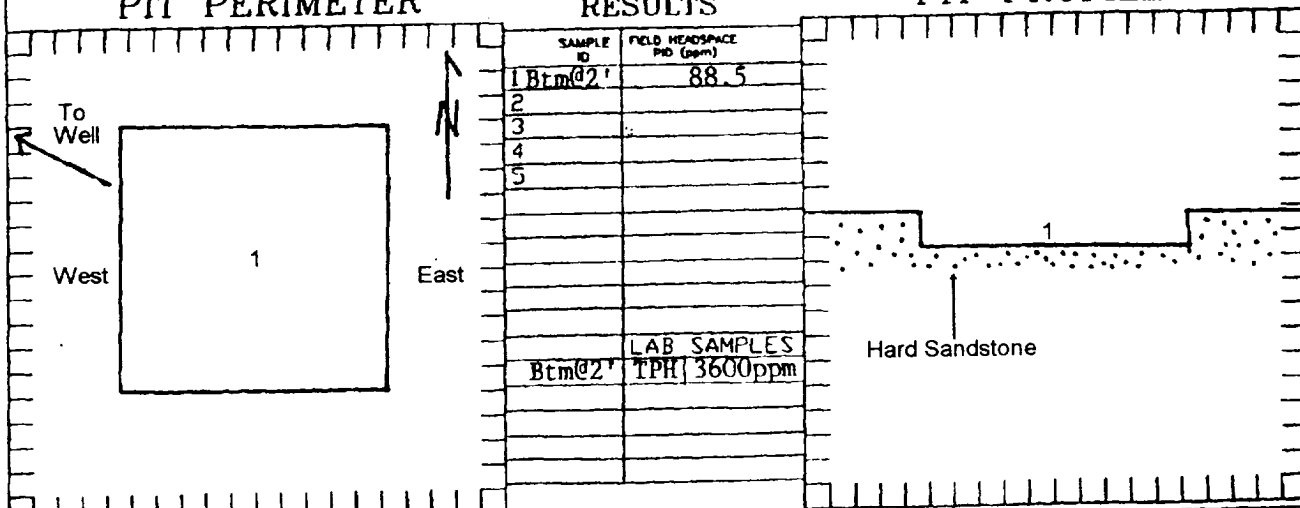 PIT PERIMETER
To
Well
N
West
1
East
RESULTS
SAMPLE ID FIELD HEADSPACE PID (ppm)
1 Btm@2' 88.5
2
3
4
5
LAB SAMPLES
Btm@2' TPH 3600ppm
1
Hard Sandstone